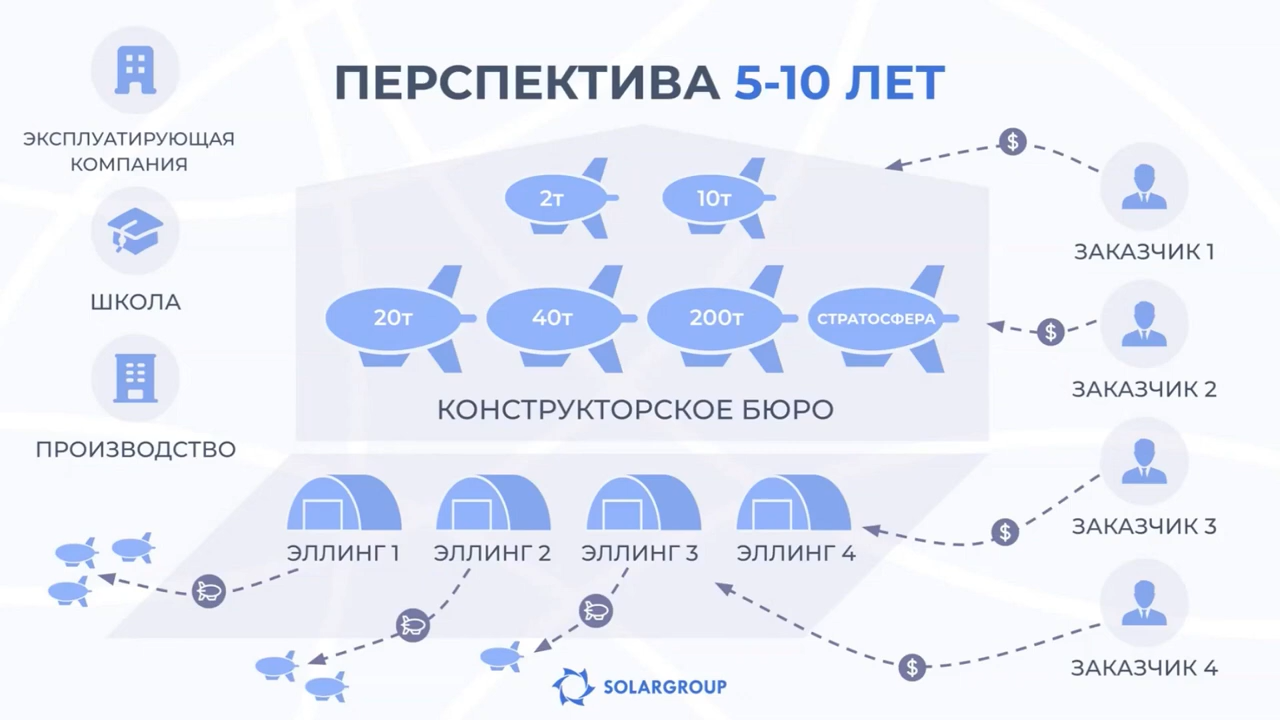 ПЕРСПЕКТИВА 5-10 ЛЕТ
ЭКСПЛУАТИРУЮЩАЯ
КОМПАНИЯ
ШКОЛА
ПРОИЗВОДСТВО
2т
10т
20т
40т
200т
СТРАТОСФЕРА
КОНСТРУКТОРСКОЕ БЮРО
ЭЛЛИНГ 1
ЭЛЛИНГ 2
ЭЛЛИНГ 3
ЭЛЛИНГ 4
$
ЗАКАЗЧИК 1
$
ЗАКАЗЧИК 2
$
ЗАКАЗЧИК 3
$
ЗАКАЗЧИК 4
SOLARGROUP